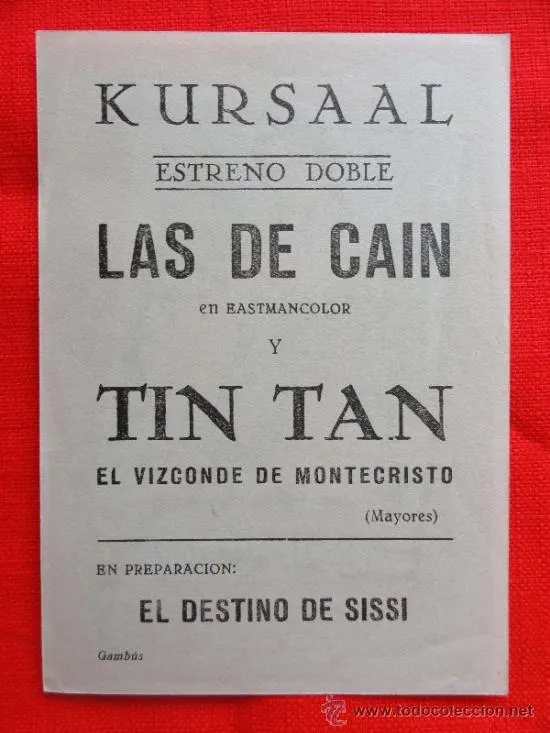 KURSAAL
ESTRENO DOBLE
LAS DE CAIN
en EASTMANCOLOR
Y
TIN TAN
EL VIZCONDE DE MONTECRISTO
(Mayores)
EN PREPARACION:
EL DESTINO DE SISSI
Gambús
www.todocoleccion.net